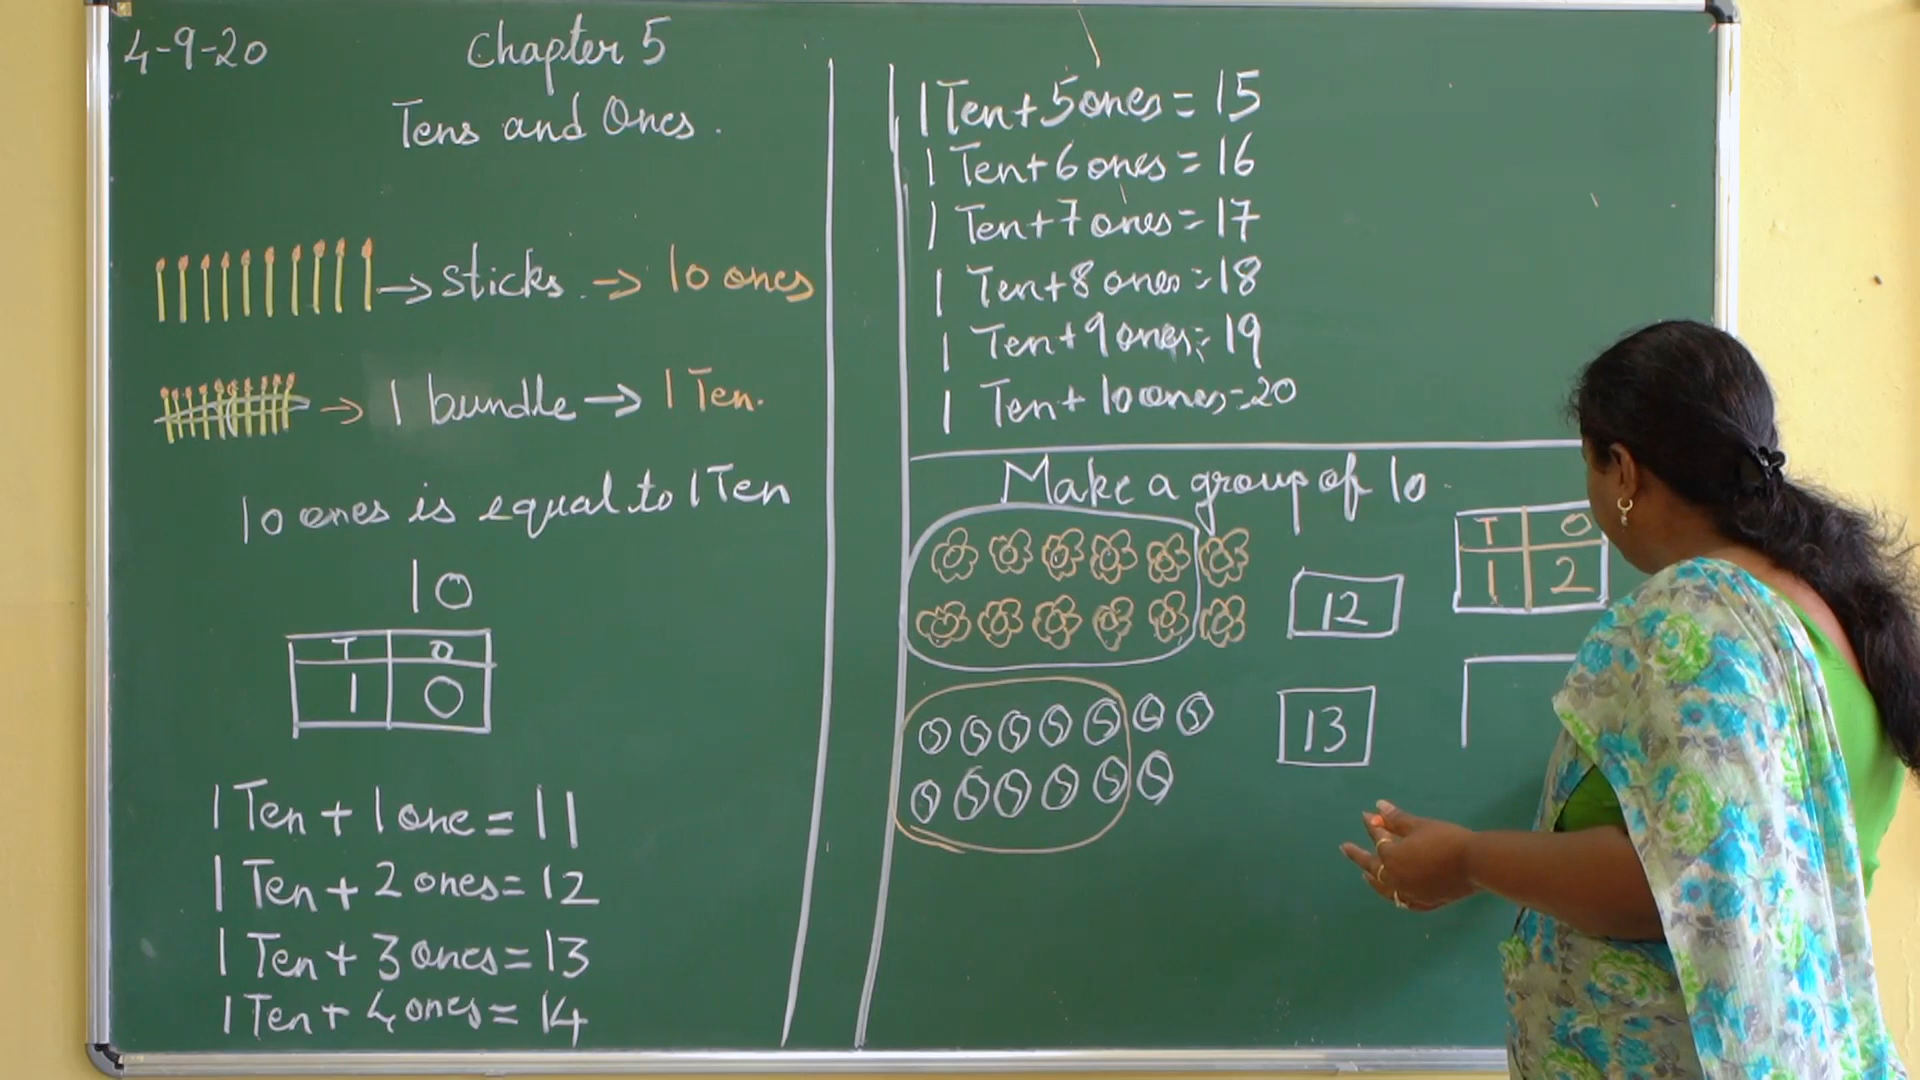 4-9-20
Chapter 5
Tens and Ones.
→ sticks → 10 ones
→ 1 bundle → 1 Ten.
10 ones is equal to 1 Ten
10
T O
1 0
1 Ten + 1 one = 11
1 Ten + 2 ones = 12
1 Ten + 3 ones = 13
1 Ten + 4 ones = 14
1 Ten + 5 ones = 15
1 Ten + 6 ones = 16
1 Ten + 7 ones = 17
1 Ten + 8 ones = 18
1 Ten + 9 ones = 19
1 Ten + 10 ones = 20
Make a group of 10
12
T O
1 2
13